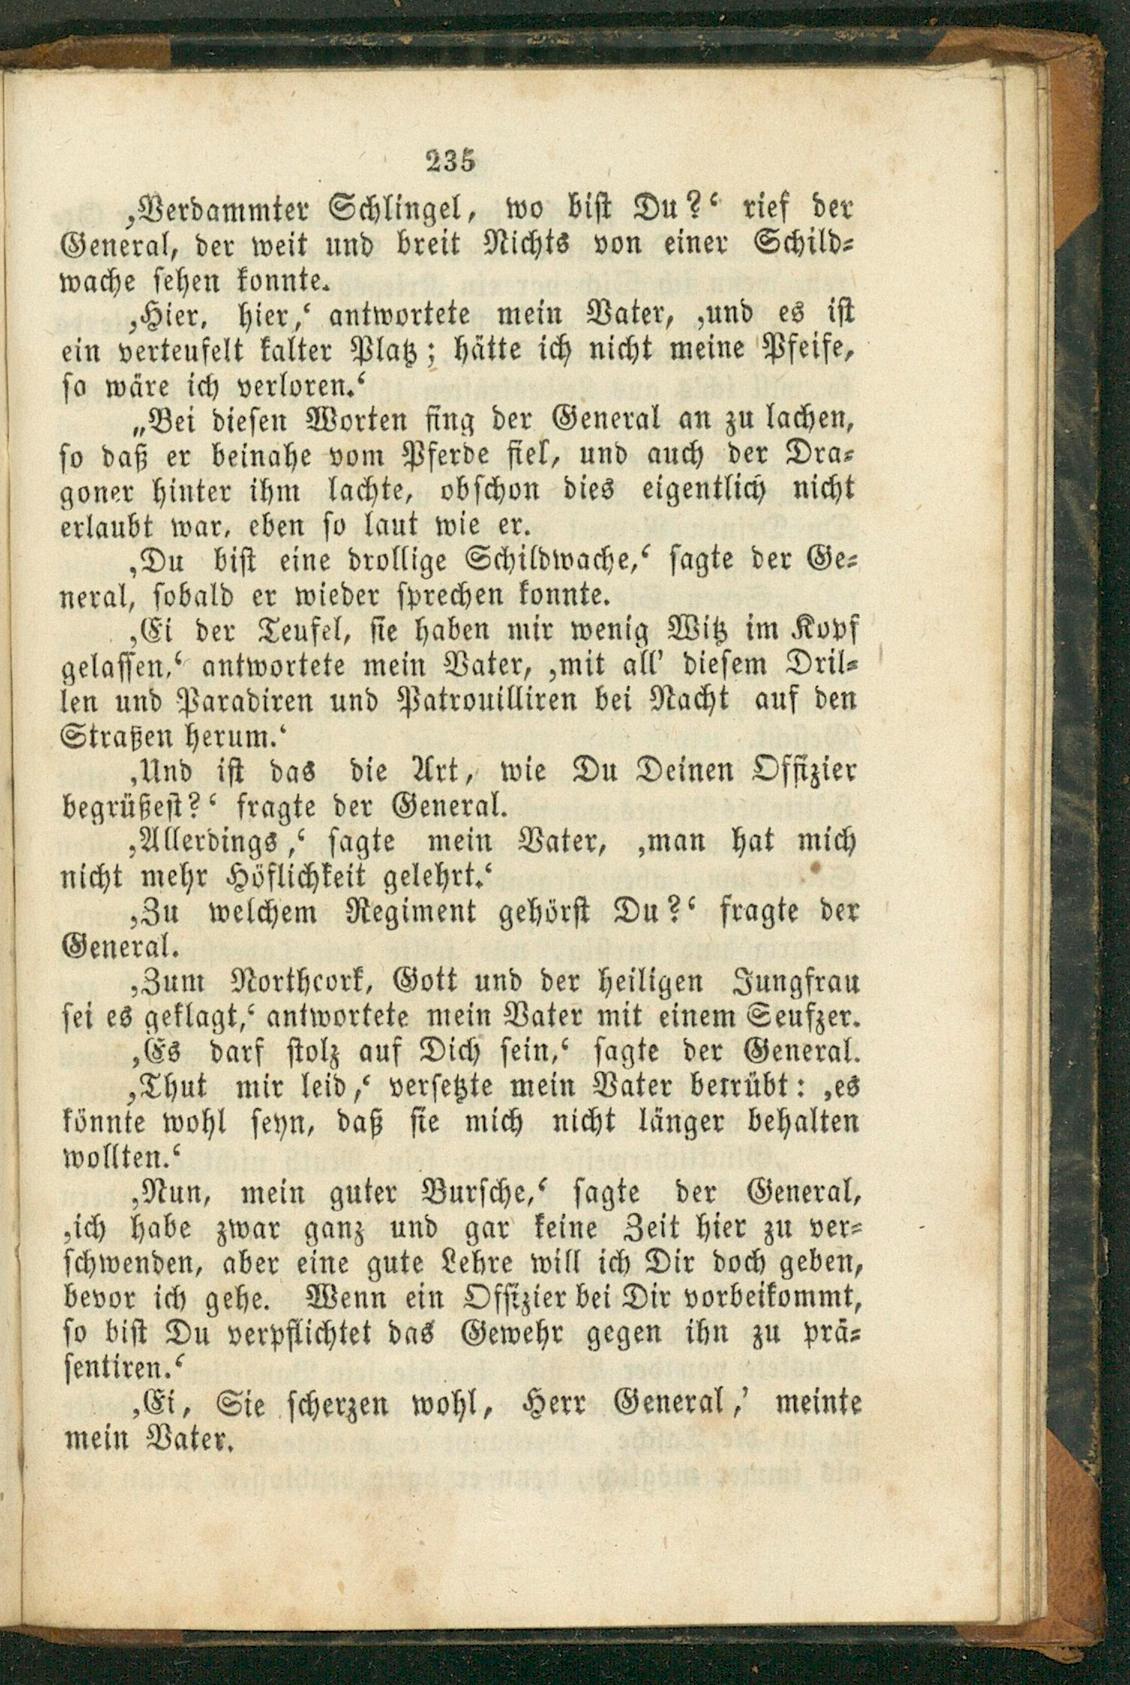 235
‚Verdammter Schlingel, wo bist Du?‘ rief der
General, der weit und breit Nichts von einer Schild-
wache sehen konnte.
‚Hier, hier,‘ antwortete mein Vater, ‚und es ist
ein verteufelt kalter Platz; hätte ich nicht meine Pfeife,
so wäre ich verloren.‘
„Bei diesen Worten fing der General an zu lachen,
so daß er beinahe vom Pferde fiel, und auch der Dra-
goner hinter ihm lachte, obschon dies eigentlich nicht
erlaubt war, eben so laut wie er.
‚Du bist eine drollige Schildwache,‘ sagte der Ge-
neral, sobald er wieder sprechen konnte.
‚Ei der Teufel, sie haben mir wenig Witz im Kopf
gelassen,‘ antwortete mein Vater, ‚mit all’ diesem Dril-
len und Paradiren und Patrouilliren bei Nacht auf den
Straßen herum.‘
‚Und ist das die Art, wie Du Deinen Offizier
begrüßest?‘ fragte der General.
‚Allerdings,‘ sagte mein Vater, ‚man hat mich
nicht mehr Höflichkeit gelehrt.‘
‚Zu welchem Regiment gehörst Du?‘ fragte der
General.
‚Zum Northcork, Gott und der heiligen Jungfrau
sei es geklagt,‘ antwortete mein Vater mit einem Seufzer.
‚Es darf stolz auf Dich sein,‘ sagte der General.
‚Thut mir leid,‘ versetzte mein Vater betrübt: ‚es
könnte wohl seyn, daß sie mich nicht länger behalten
wollten.‘
‚Nun, mein guter Bursche,‘ sagte der General,
‚ich habe zwar ganz und gar keine Zeit hier zu ver-
schwenden, aber eine gute Lehre will ich Dir doch geben,
bevor ich gehe. Wenn ein Offizier bei Dir vorbeikommt,
so bist Du verpflichtet das Gewehr gegen ihn zu prä-
sentiren.‘
‚Ei, Sie scherzen wohl, Herr General,’ meinte
mein Vater.